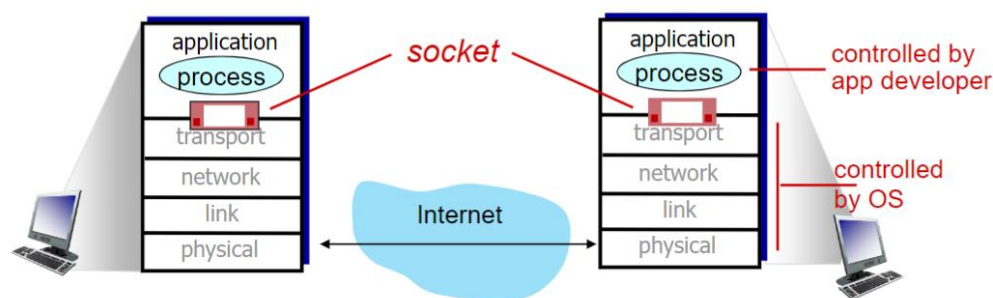 application
process
transport
network
link
physical
socket
Internet
application
process
transport
network
link
physical
controlled by
app developer
controlled
by OS